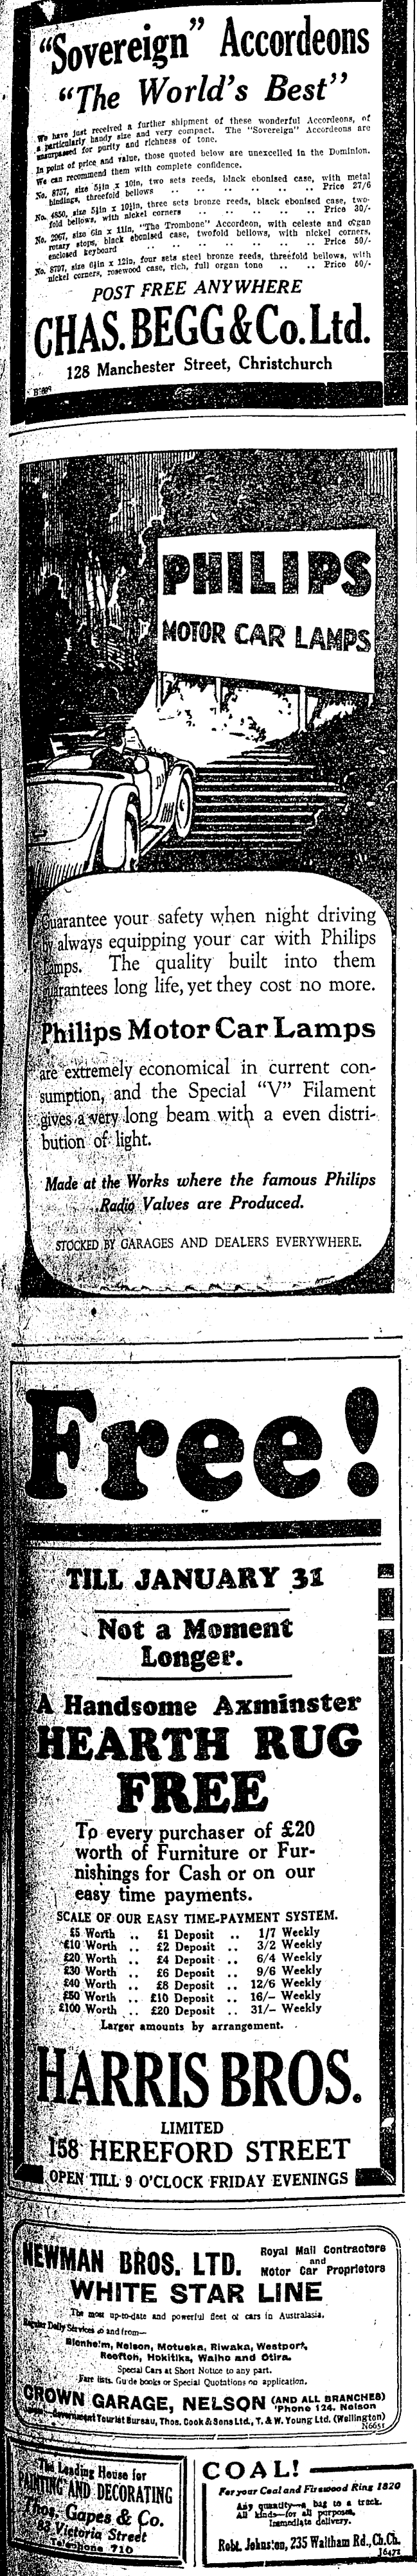 "Sovereign" Accordeons
"The World's Best"
We have just received a further shipment of these wonderful Accordeons, of
a particularly handy size and very compact. The "Sovereign" Accordeons are
unsurpassed for purity and richness of tone.
In point of price and value, those quoted below are unexcelled in the Dominion.
We can recommend them with complete confidence.
No. 8757, size 5½in x 10in, two sets reeds, black ebonised case, with metal
bindings, threefold bellows .. .. .. .. Price 27/6
No. 4850, size 5½in x 10½in, three sets bronze reeds, black ebonised case, two-
fold bellows, with nickel corners .. .. .. .. Price 30/-
No. 2967, size 6in x 11in, "The Trombone" Accordeon, with celeste and organ
rotary stops, black ebonised case, twofold bellows, with nickel corners,
enclosed keyboard .. .. .. .. .. Price 50/-
No. 8707, size 6½in x 12in, four sets steel bronze reeds, threefold bellows, with
nickel corners, rosewood case, rich, full organ tone .. .. Price 60/-
POST FREE ANYWHERE
CHAS. BEGG & Co. Ltd.
128 Manchester Street, Christchurch
PHILIPS
MOTOR CAR LAMPS
Guarantee your safety when night driving
by always equipping your car with Philips
Lamps. The quality built into them
guarantees long life, yet they cost no more.
Philips Motor Car Lamps
are extremely economical in current con-
sumption, and the Special "V" Filament
gives a very long beam with a even distri-
bution of light.
Made at the Works where the famous Philips
Radio Valves are Produced.
STOCKED BY GARAGES AND DEALERS EVERYWHERE.
Free!
TILL JANUARY 31
Not a Moment
Longer.
A Handsome Axminster
HEARTH RUG
FREE
To every purchaser of £20
worth of Furniture or Fur-
nishings for Cash or on our
easy time payments.
SCALE OF OUR EASY TIME-PAYMENT SYSTEM.
£5 Worth .. £1 Deposit .. 1/7 Weekly
£10 Worth .. £2 Deposit .. 3/2 Weekly
£20 Worth .. £4 Deposit .. 6/4 Weekly
£30 Worth .. £6 Deposit .. 9/6 Weekly
£40 Worth .. £8 Deposit .. 12/6 Weekly
£50 Worth .. £10 Deposit .. 16/- Weekly
£100 Worth .. £20 Deposit .. 31/- Weekly
Larger amounts by arrangement.
HARRIS BROS.
LIMITED
158 HEREFORD STREET
OPEN TILL 9 O'CLOCK FRIDAY EVENINGS
NEWMAN BROS. LTD. Royal Mail Contractors
and
Motor Car Proprietors
WHITE STAR LINE
The most up-to-date and powerful fleet of cars in Australasia.
Regular Daily Services to and from—
Blenheim, Nelson, Motueka, Riwaka, Westport,
Reefton, Hokitika, Waiho and Otira.
Special Cars at Short Notice to any part.
Fare lists. Guide books or Special Quotations on application.
CROWN GARAGE, NELSON (AND ALL BRANCHES)
'Phone 124. Nelson
Government Tourist Bureau, Thos. Cook & Sons Ltd., T. & W. Young Ltd. (Wellington)
N6651
The Leading House for
PAINTING AND DECORATING
Thos. Gapes & Co.
83 Victoria Street
Telephone 710
COAL!
For your Coal and Firewood Ring 1820
Any quantity—a bag to a truck.
All kinds—for all purposes.
Immediate delivery.
Robt. Johnston, 235 Waltham Rd., Ch.Ch.
J6471